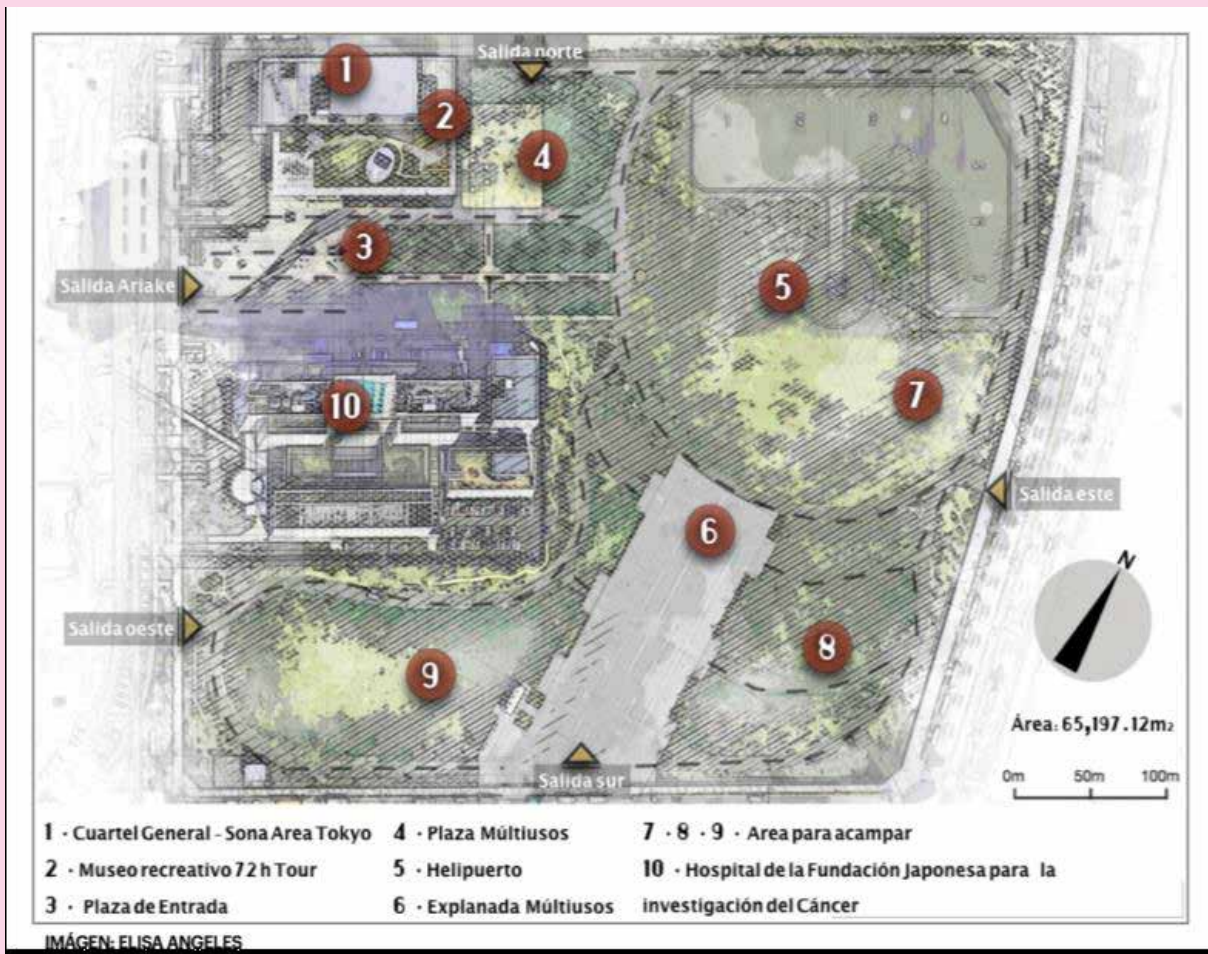 Salida norte
1
2
4
3
Salida Ariake
5
10
7
Salida este
6
N
Salida oeste
8
9
Área: 65,197.12m2
0m 50m 100m
Salida sur
1 · Cuartel General - Sona Area Tokyo
2 · Museo recreativo 72 h Tour
3 · Plaza de Entrada
4 · Plaza Múltiusos
5 · Helipuerto
6 · Explanada Múltiusos
7 · 8 · 9 · Area para acampar
10 · Hospital de la Fundación Japonesa para la
investigación del Cáncer
IMÁGEN: ELISA ANGELES